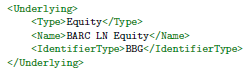 <Underlying>
<Type>Equity</Type>
<Name>BARC LN Equity</Name>
<IdentifierType>BBG</IdentifierType>
</Underlying>